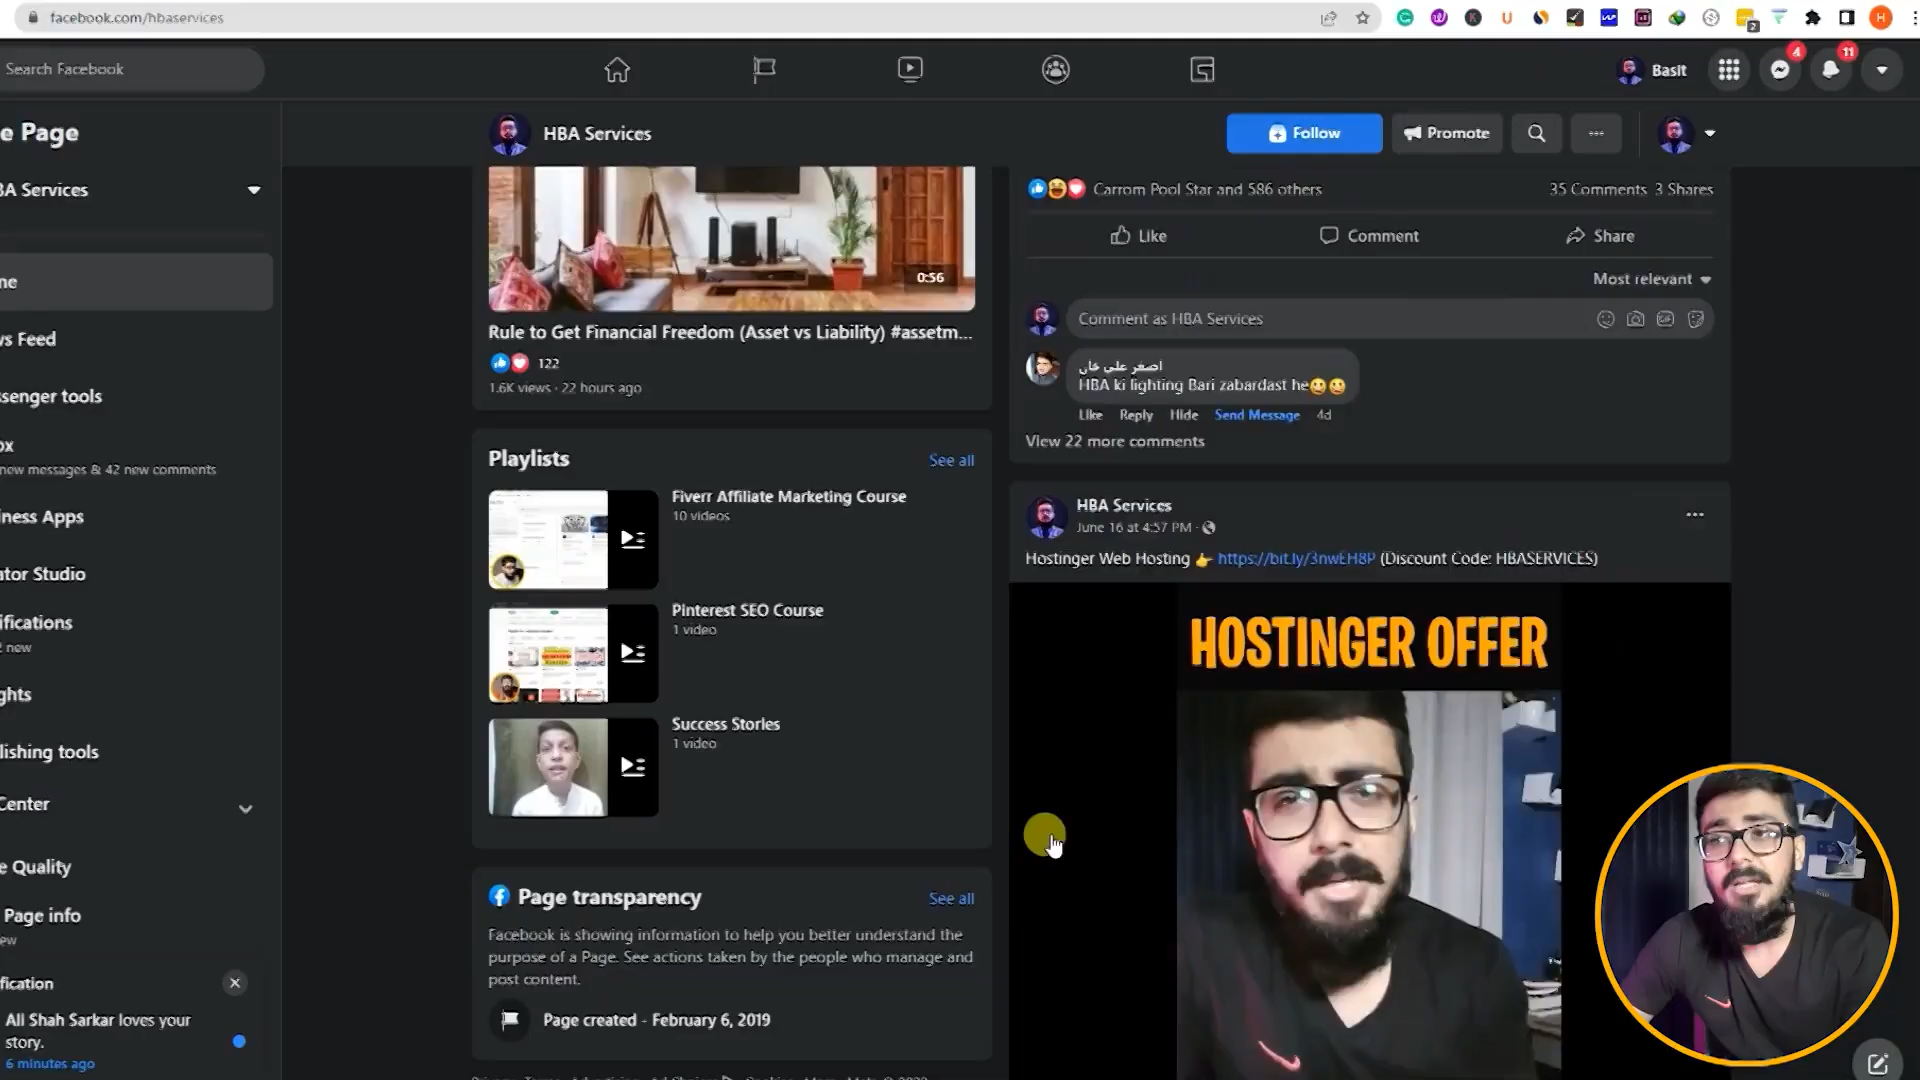 facebook.com/hbaservices
2
Search Facebook
Basit
4
11
e Page
HBA Services
Follow
Promote
BA Services
me
ws Feed
senger tools
ox
new messages & 42 new comments
iness Apps
ator Studio
ifications
2 new
ghts
lishing tools
Center
e Quality
Page info
ew
ification
Ali Shah Sarkar loves your
story.
6 minutes ago
0:56
Rule to Get Financial Freedom (Asset vs Liability) #assetm...
122
1.6K views · 22 hours ago
Playlists
See all
Fiverr Affiliate Marketing Course
10 videos
Pinterest SEO Course
1 video
Success Stories
1 video
Page transparency
See all
Facebook is showing information to help you better understand the
purpose of a Page. See actions taken by the people who manage and
post content.
Page created - February 6, 2019
Carrom Pool Star and 586 others
35 Comments 3 Shares
Like
Comment
Share
Most relevant
Comment as HBA Services
اصغر علی خان
HBA ki lighting Bari zabardast he😀😀
Like Reply Hide Send Message 4d
View 22 more comments
HBA Services
June 16 at 4:57 PM ·
Hostinger Web Hosting 👉 https://bit.ly/3nwEH8P (Discount Code: HBASERVICES)
HOSTINGER OFFER